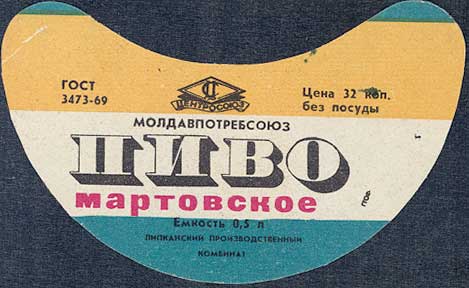 ГОСТ
3473-69
ЦЕНТРОСОЮЗ
Цена 32 коп.
без посуды
МОЛДАВПОТРЕБСОЮЗ
ПИВО
мартовское
Емкость 0,5 л
ЛИПКАНСКИЙ ПРОИЗВОДСТВЕННЫЙ
КОМБИНАТ